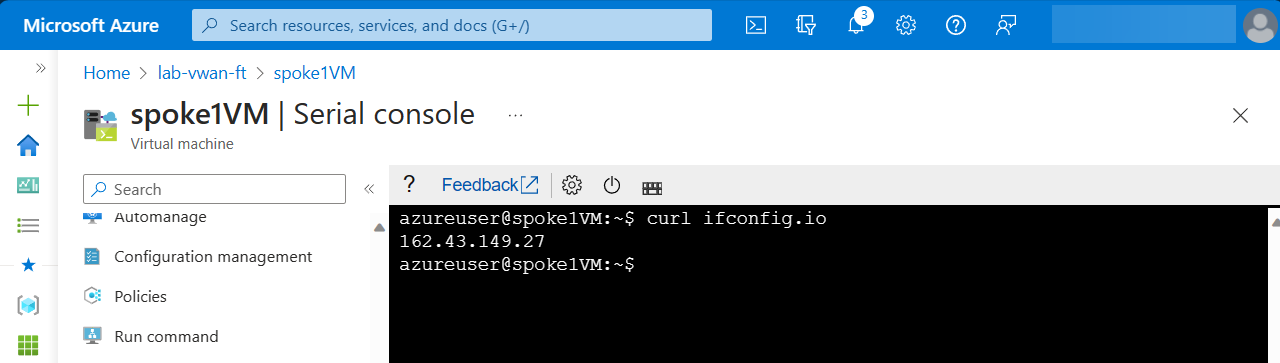 Microsoft Azure
Search resources, services, and docs (G+/)
3
Home > lab-vwan-ft > spoke1VM
spoke1VM | Serial console
...
Virtual machine
Search
? Feedback
Automanage
Configuration management
Policies
Run command
azureuser@spoke1VM:~$ curl ifconfig.io
162.43.149.27
azureuser@spoke1VM:~$